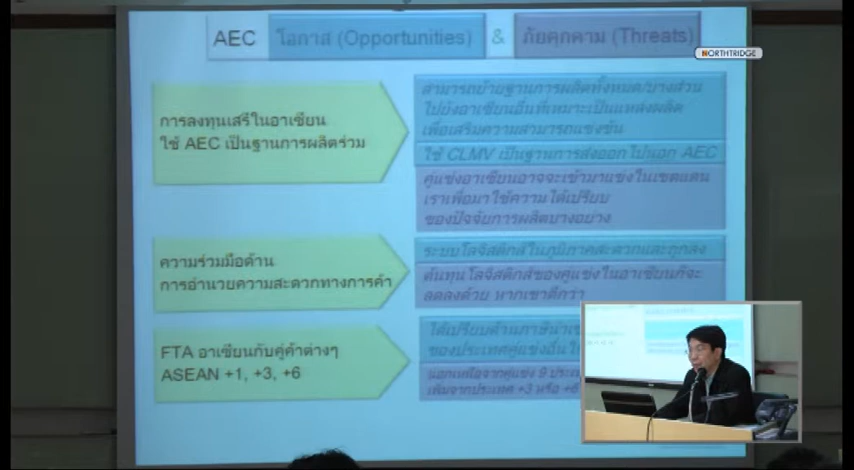 AEC โอกาส (Opportunities) & ภัยคุกคาม (Threats)
NORTHTRIDGE
การลงทุนเสรีในอาเซียน
ใช้ AEC เป็นฐานการผลิตร่วม
สามารถย้ายฐานการผลิตทั้งหมด/บางส่วน
ไปยังอาเซียนอื่นที่เหมาะเป็นแหล่งผลิต
เพื่อเสริมความสามารถแข่งขัน
ใช้ CLMV เป็นฐานการส่งออก ไปนอก AEC
คู่แข่งอาเซียนอาจจะเข้ามาแข่งในเขตแดน
เราเพื่อมาใช้ความได้เปรียบ
ของปัจจัยการผลิตบางอย่าง
ความร่วมมือด้าน
การอำนวยความสะดวกทางการค้า
ระบบโลจิสติกส์ในภูมิภาคสะดวกและถูกลง
ต้นทุนโลจิสติกส์ของคู่แข่งในอาเซียนก็จะ
ลดลงด้วย หากเขาดีกว่า
FTA อาเซียนกับคู่ค้าต่างๆ
ASEAN +1, +3, +6
ได้เปรียบด้านภาษีนำเข้
ของประเทศคู่แข่งอื่น
นอกเหนือจากคู่แข่ง 9 ประเ
เพิ่มจากประเทศ +3 หรือ +6